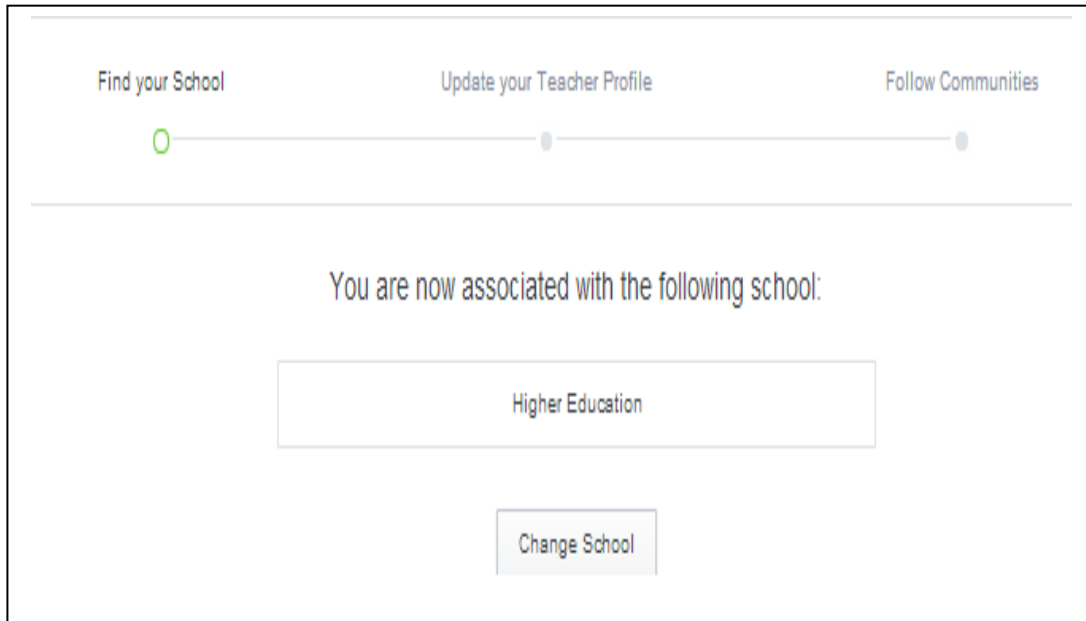 Find your School Update your Teacher Profile Follow Communities
You are now associated with the following school:
Higher Education
Change School